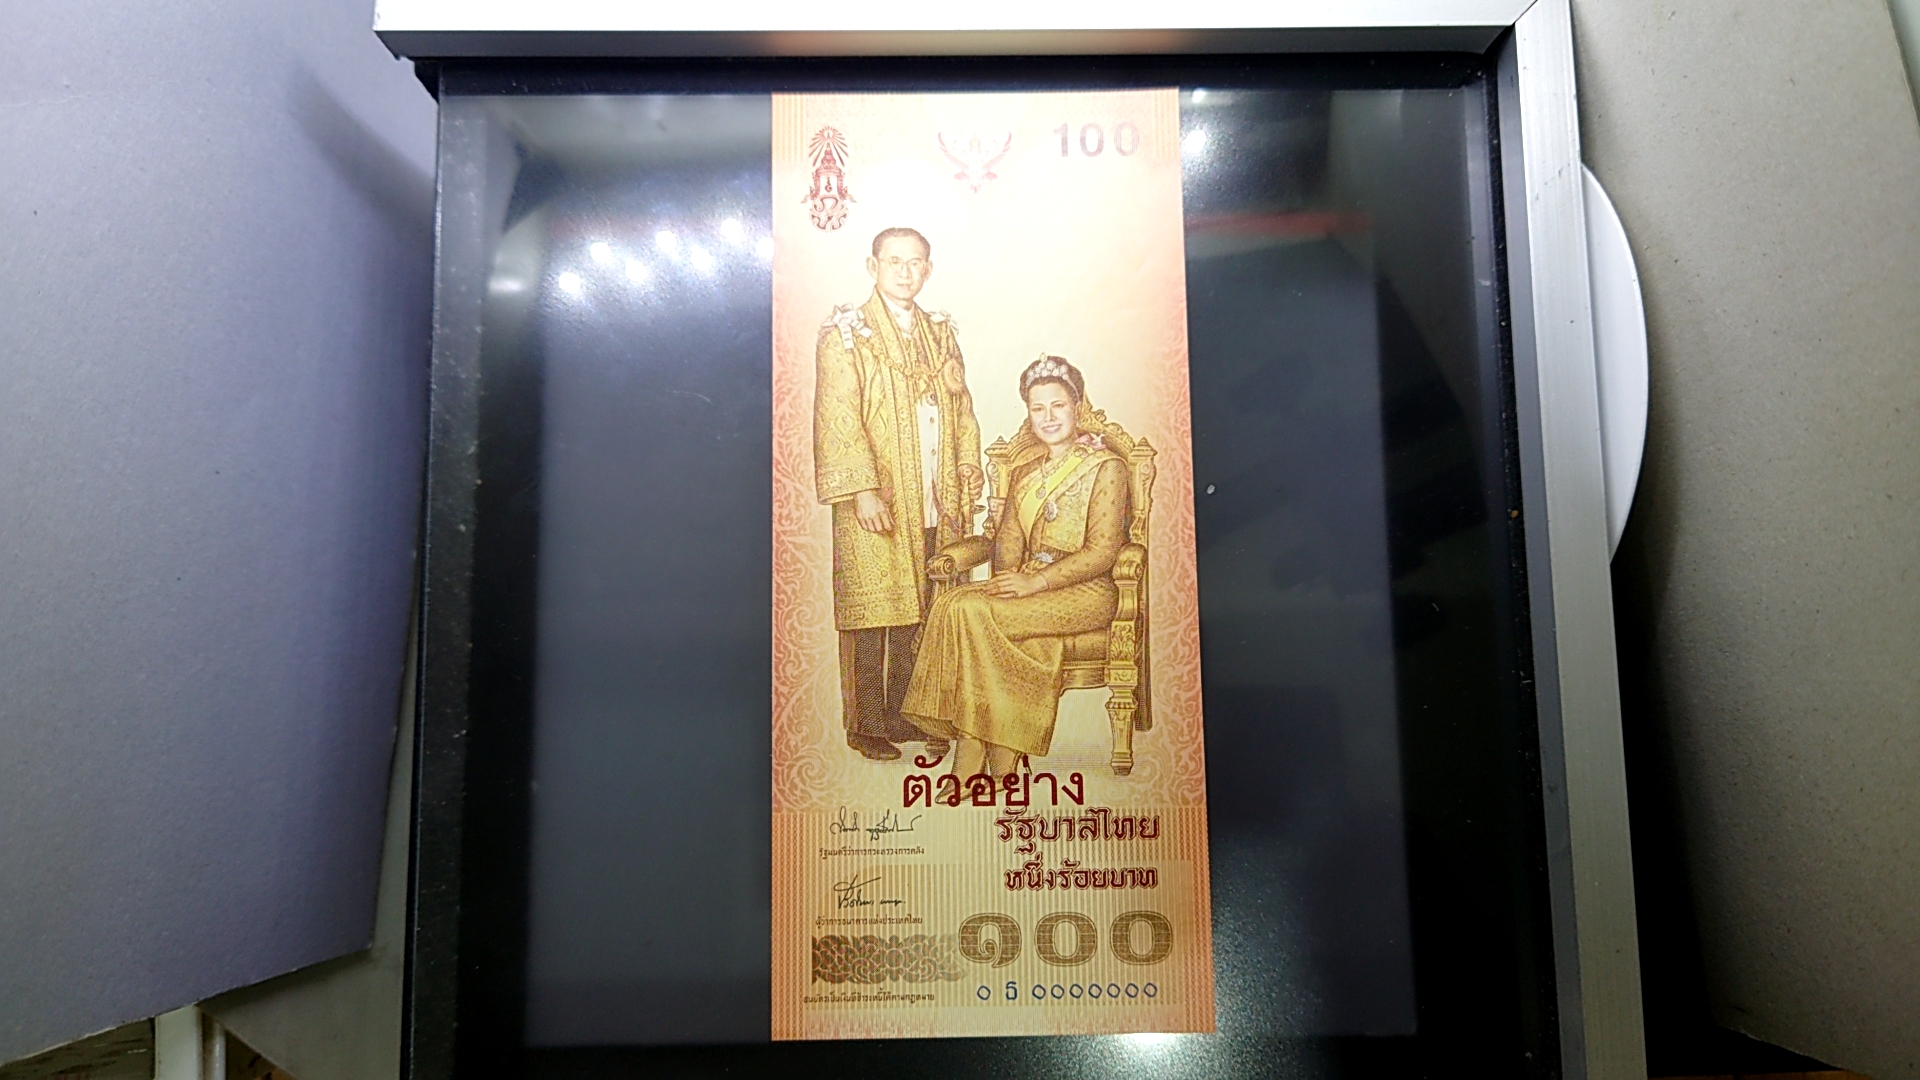 100
ตัวอย่าง
รัฐบาลไทย
รัฐมนตรีว่าการกระทรวงการคลัง
หนึ่งร้อยบาท
ผู้ว่าการธนาคารแห่งประเทศไทย
๑๐๐
ธนบัตรเป็นเงินที่ชำระหนี้ได้ตามกฎหมาย
๐ ธ ๐๐๐๐๐๐๐